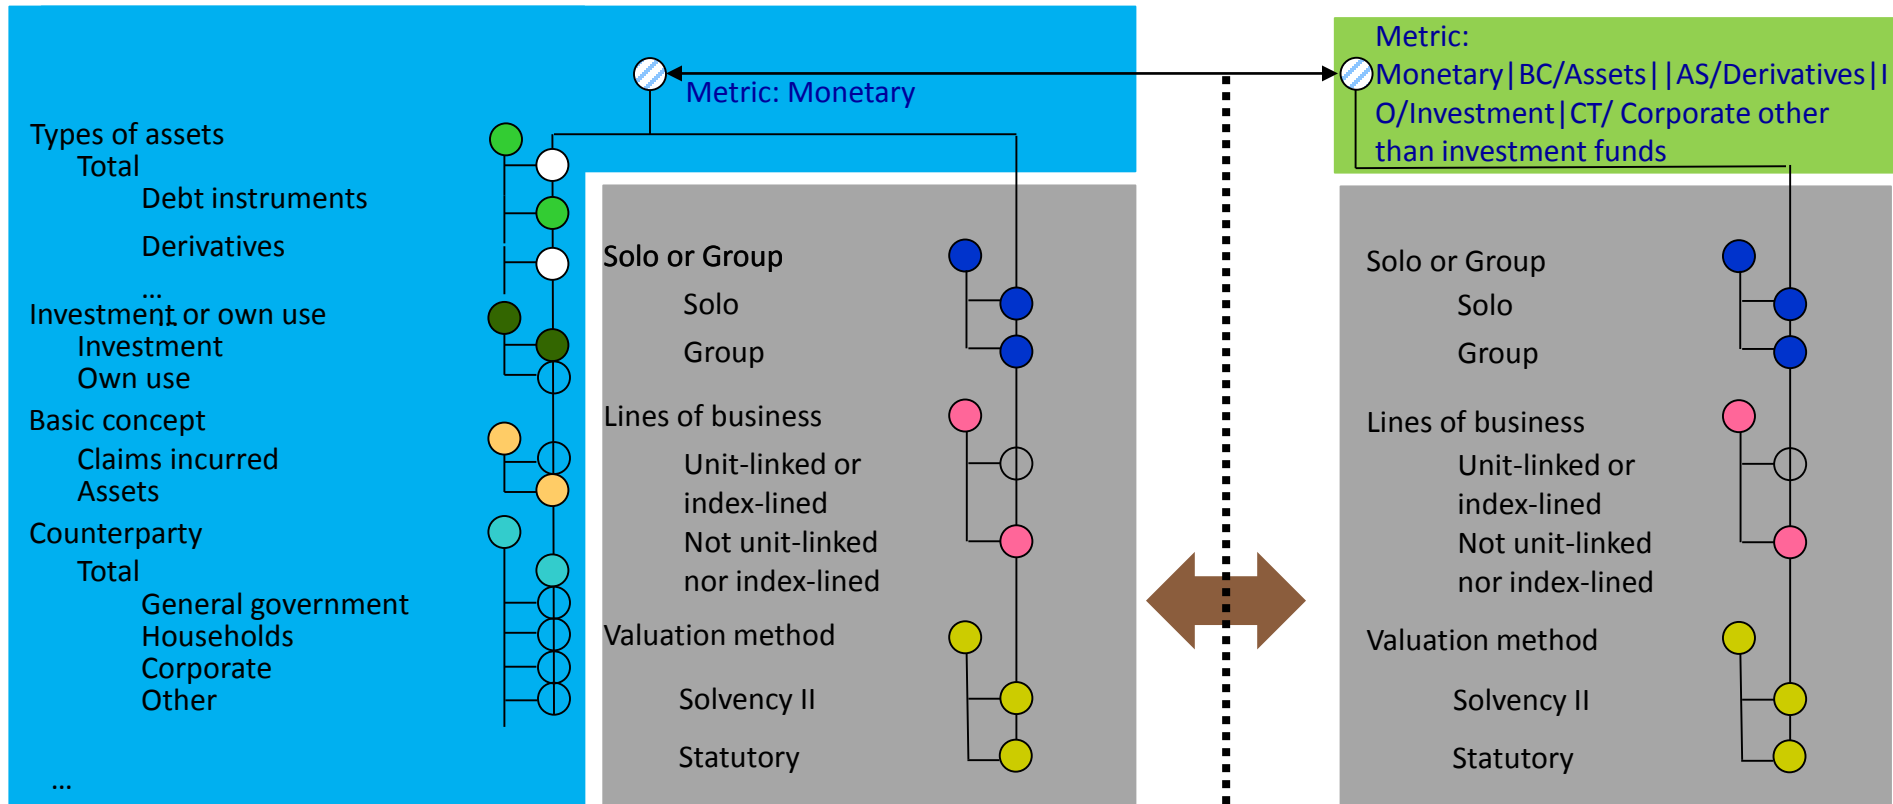 Metric: Monetary
Types of assets
Total
Debt instruments
Derivatives
...
Investment or own use
...
Investment
Own use
Basic concept
Claims incurred
Assets
Counterparty
Total
General government
Households
Corporate
Other
...
Solo or Group
Solo
Group
Lines of business
Unit-linked or
index-lined
Not unit-linked
nor index-lined
Valuation method
Solvency II
Statutory
Metric:
Monetary|BC/Assets||AS/Derivatives|I
O/Investment|CT/ Corporate other
than investment funds
Solo or Group
Solo
Group
Lines of business
Unit-linked or
index-lined
Not unit-linked
nor index-lined
Valuation method
Solvency II
Statutory